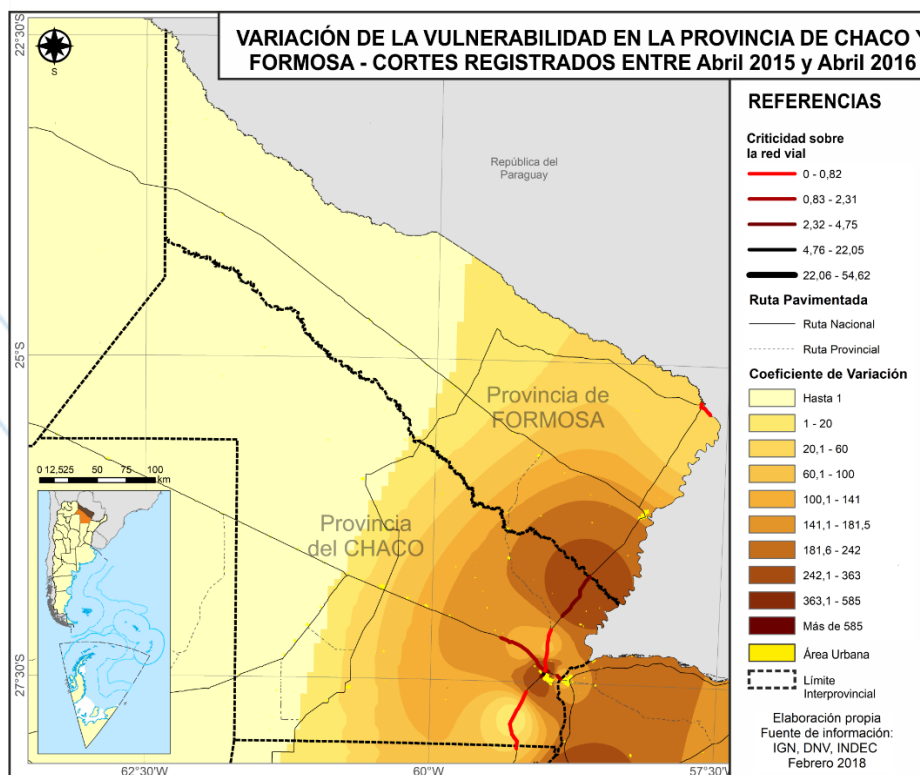 VARIACIÓN DE LA VULNERABILIDAD EN LA PROVINCIA DE CHACO Y
FORMOSA - CORTES REGISTRADOS ENTRE Abril 2015 y Abril 2016
22°30'S
S
República del
Paraguay
25°S
Provincia de
FORMOSA
0 12,525 50 75 100
km
Provincia
del CHACO
27°30'S
62°30'W
60°W
57°30'W
REFERENCIAS
Criticidad sobre
la red vial
0 - 0,82
0,83 - 2,31
2,32 - 4,75
4,76 - 22,05
22,06 - 54,62
Ruta Pavimentada
Ruta Nacional
Ruta Provincial
Coeficiente de Variación
Hasta 1
1 - 20
20,1 - 60
60,1 - 100
100,1 - 141
141,1 - 181,5
181,6 - 242
242,1 - 363
363,1 - 585
Más de 585
Área Urbana
Límite
Interprovincial
Elaboración propia
Fuente de información:
IGN, DNV, INDEC
Febrero 2018